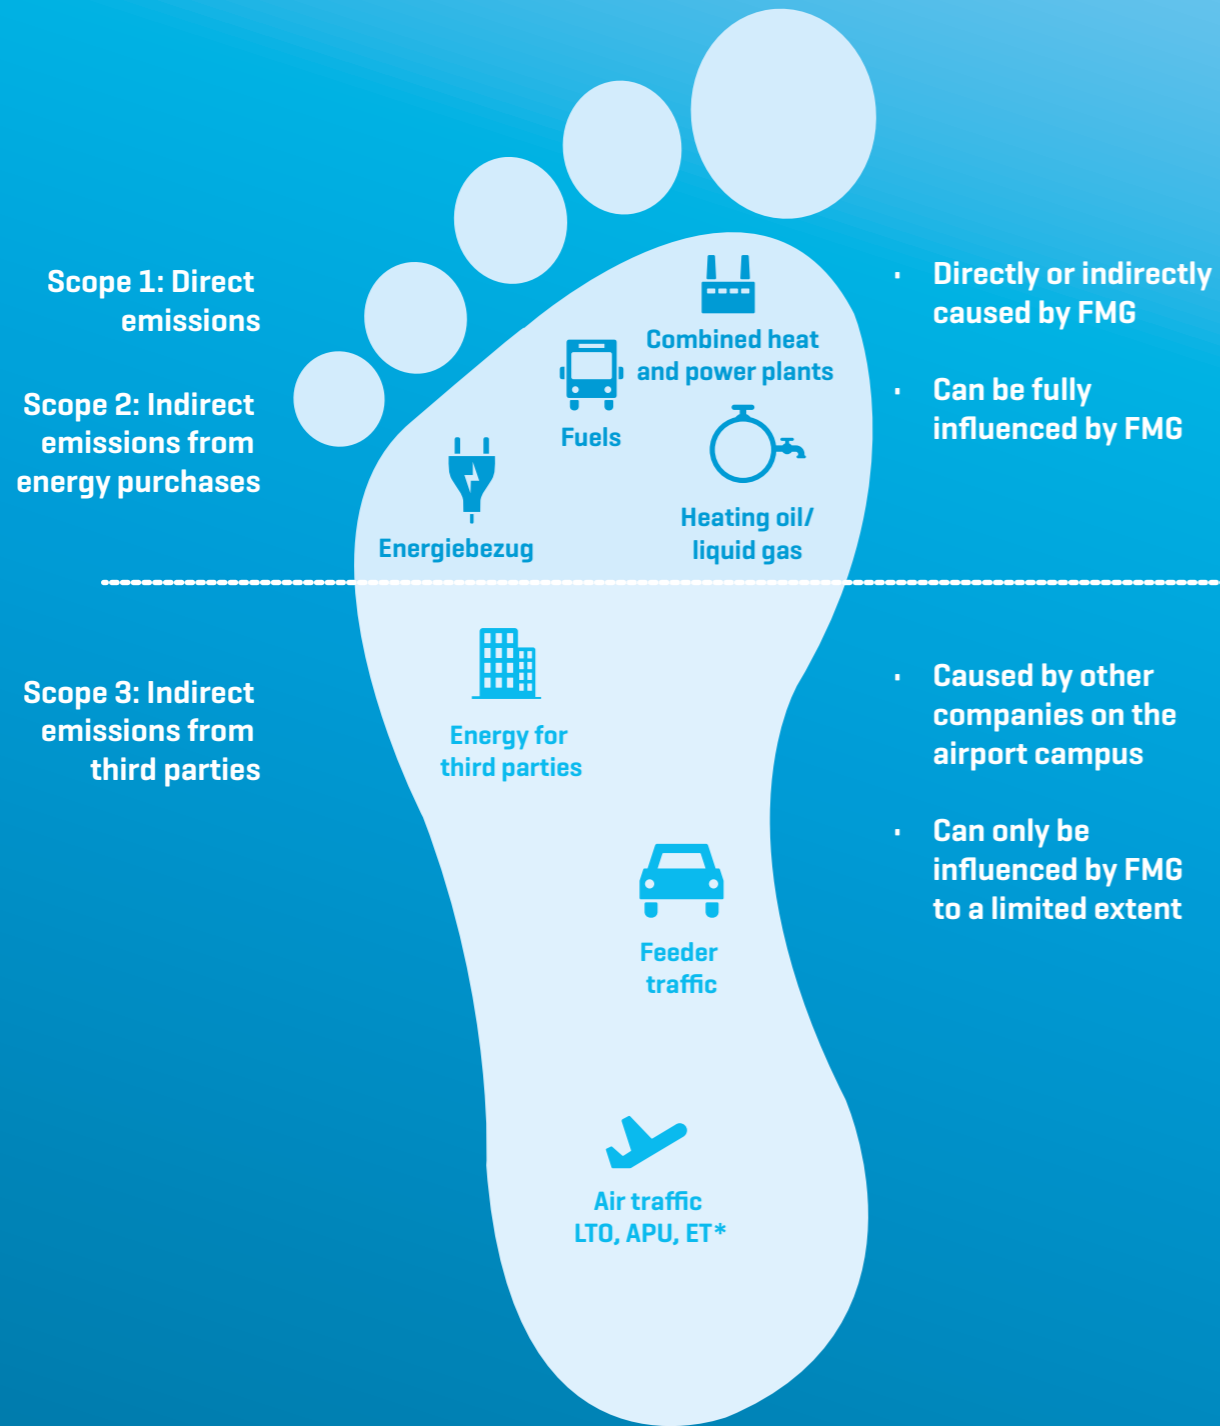 Scope 1: Direct
emissions
Scope 2: Indirect
emissions from
energy purchases
Combined heat
and power plants
Fuels
Heating oil/
liquid gas
Energiebezug
· Directly or indirectly
caused by FMG
· Can be fully
influenced by FMG
Scope 3: Indirect
emissions from
third parties
Energy for
third parties
Feeder
traffic
Air traffic
LTO, APU, ET*
· Caused by other
companies on the
airport campus
· Can only be
influenced by FMG
to a limited extent